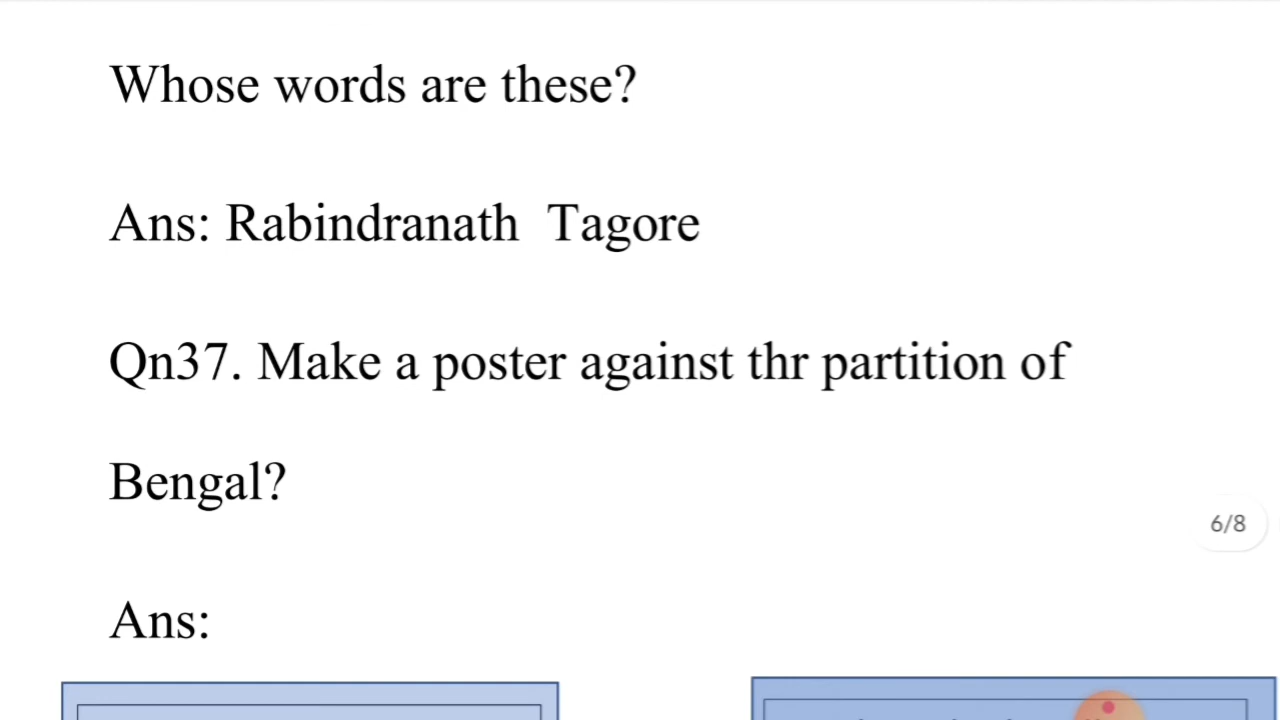 Whose words are these?
Ans: Rabindranath Tagore
Qn37. Make a poster against thr partition of
Bengal?
6/8
Ans: